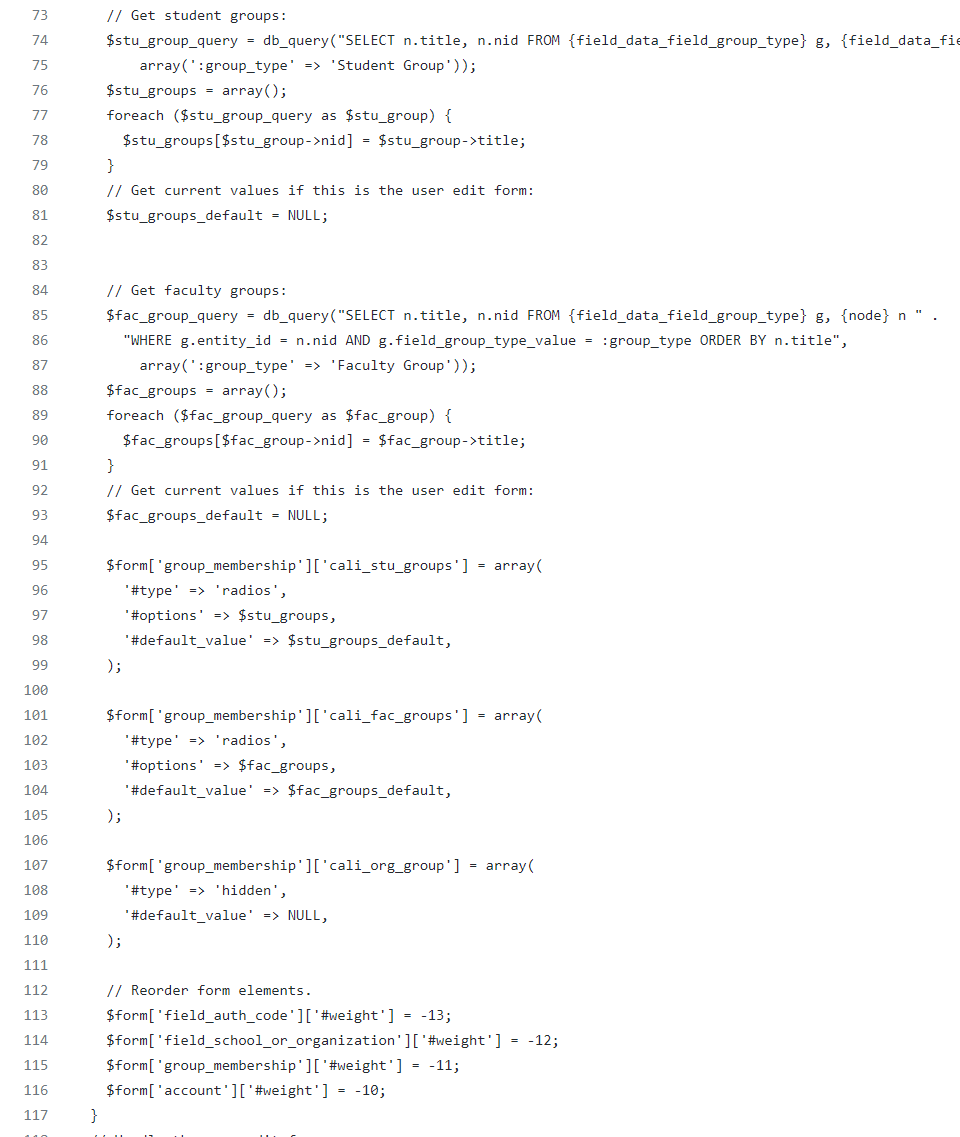 73 // Get student groups:
74 $stu_group_query = db_query("SELECT n.title, n.nid FROM {field_data_field_group_type} g, {field_data_fie
75 array(':group_type' => 'Student Group'));
76 $stu_groups = array();
77 foreach ($stu_group_query as $stu_group) {
78 $stu_groups[$stu_group->nid] = $stu_group->title;
79 }
80 // Get current values if this is the user edit form:
81 $stu_groups_default = NULL;
82
83
84 // Get faculty groups:
85 $fac_group_query = db_query("SELECT n.title, n.nid FROM {field_data_field_group_type} g, {node} n " .
86 "WHERE g.entity_id = n.nid AND g.field_group_type_value = :group_type ORDER BY n.title",
87 array(':group_type' => 'Faculty Group'));
88 $fac_groups = array();
89 foreach ($fac_group_query as $fac_group) {
90 $fac_groups[$fac_group->nid] = $fac_group->title;
91 }
92 // Get current values if this is the user edit form:
93 $fac_groups_default = NULL;
94
95 $form['group_membership']['cali_stu_groups'] = array(
96 '#type' => 'radios',
97 '#options' => $stu_groups,
98 '#default_value' => $stu_groups_default,
99 );
100
101 $form['group_membership']['cali_fac_groups'] = array(
102 '#type' => 'radios',
103 '#options' => $fac_groups,
104 '#default_value' => $fac_groups_default,
105 );
106
107 $form['group_membership']['cali_org_group'] = array(
108 '#type' => 'hidden',
109 '#default_value' => NULL,
110 );
111
112 // Reorder form elements.
113 $form['field_auth_code']['#weight'] = -13;
114 $form['field_school_or_organization']['#weight'] = -12;
115 $form['group_membership']['#weight'] = -11;
116 $form['account']['#weight'] = -10;
117 }